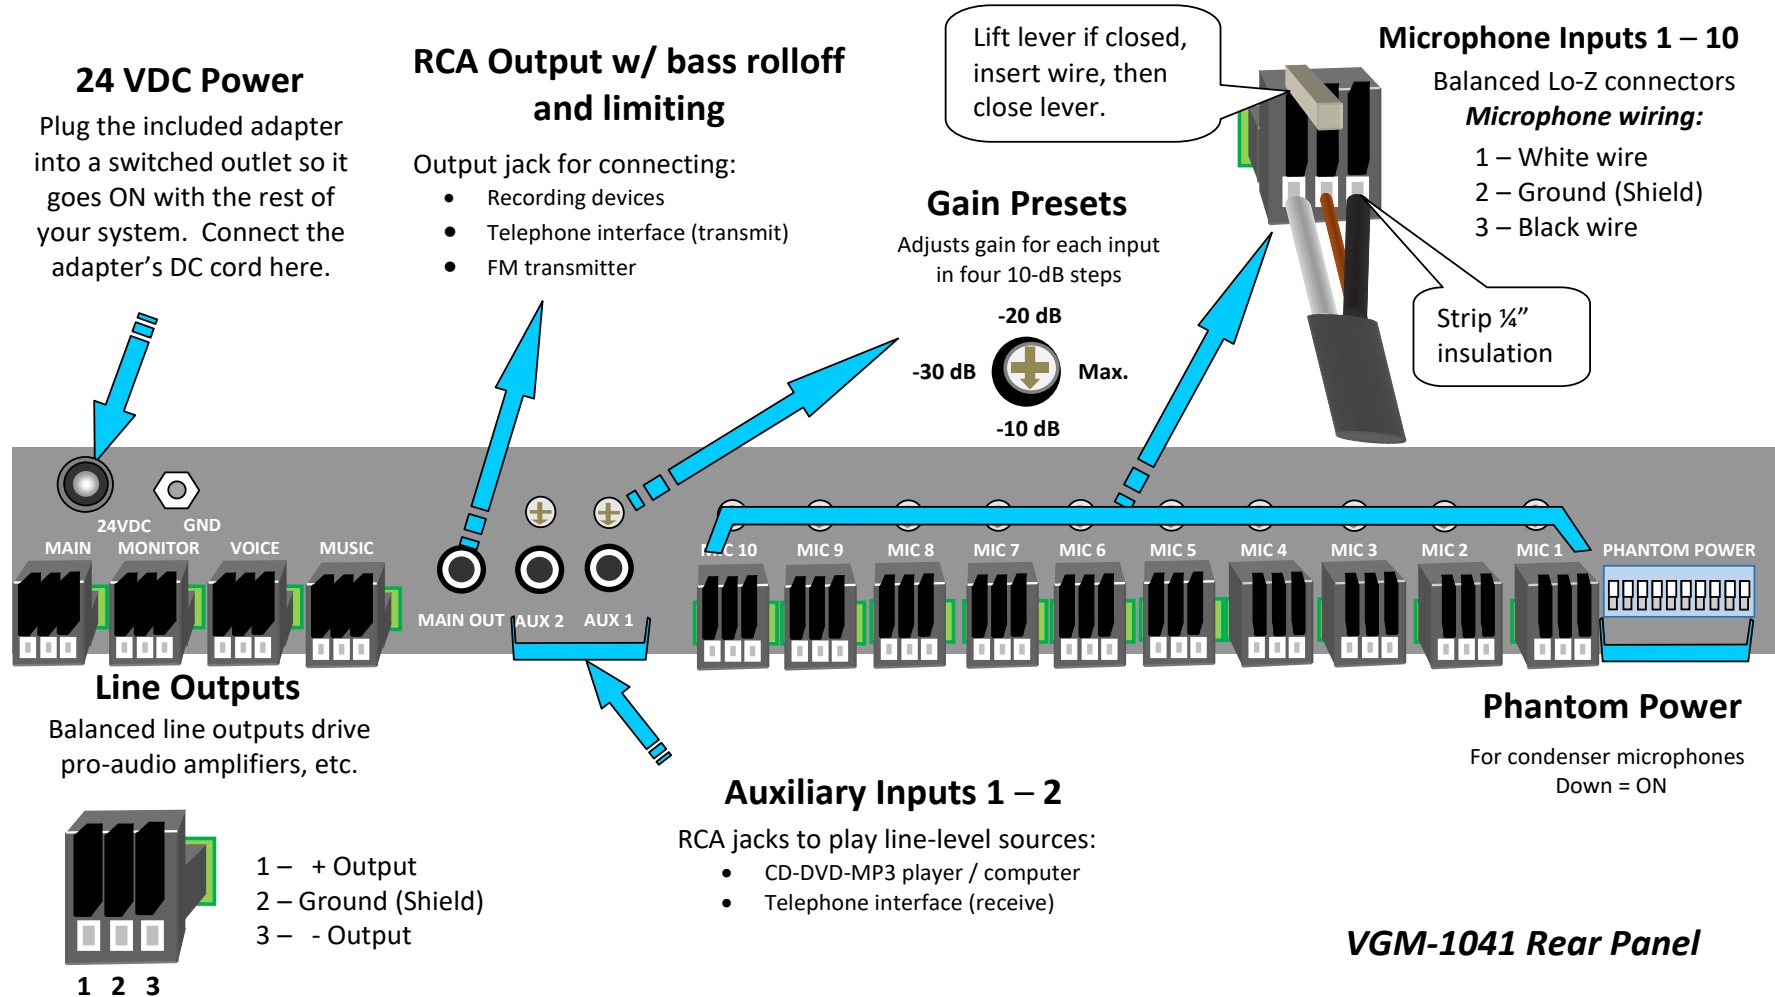 24 VDC Power
Plug the included adapter
into a switched outlet so it
goes ON with the rest of
your system.  Connect the
adapter’s DC cord here.
RCA Output w/ bass rolloff
and limiting
Output jack for connecting:
• Recording devices
• Telephone interface (transmit)
• FM transmitter
Gain Presets
Adjusts gain for each input
in four 10-dB steps
-20 dB
-30 dB
Max.
-10 dB
Lift lever if closed,
insert wire, then
close lever.
Microphone Inputs 1 – 10
Balanced Lo-Z connectors
Microphone wiring:
1 – White wire
2 – Ground (Shield)
3 – Black wire
Strip ¼”
insulation
24VDC
GND
MAIN
MONITOR
VOICE
MUSIC
MAIN OUT
AUX 2
AUX 1
MIC 10
MIC 9
MIC 8
MIC 7
MIC 6
MIC 5
MIC 4
MIC 3
MIC 2
MIC 1
PHANTOM POWER
Line Outputs
Balanced line outputs drive
pro-audio amplifiers, etc.
1 –   + Output
2 – Ground (Shield)
3 –   - Output
1 2 3
Auxiliary Inputs 1 – 2
RCA jacks to play line-level sources:
• CD-DVD-MP3 player / computer
• Telephone interface (receive)
Phantom Power
For condenser microphones
Down = ON
VGM-1041 Rear Panel